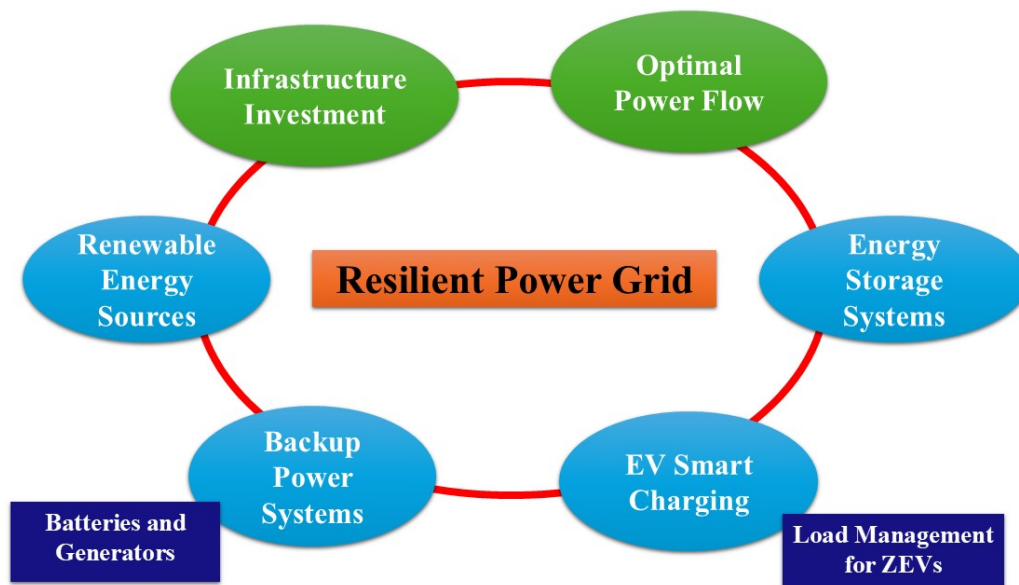 Infrastructure
Investment
Optimal
Power Flow
Renewable
Energy
Sources
Resilient Power Grid
Energy
Storage
Systems
Backup
Power
Systems
EV Smart
Charging
Batteries and
Generators
Load Management
for ZEVs